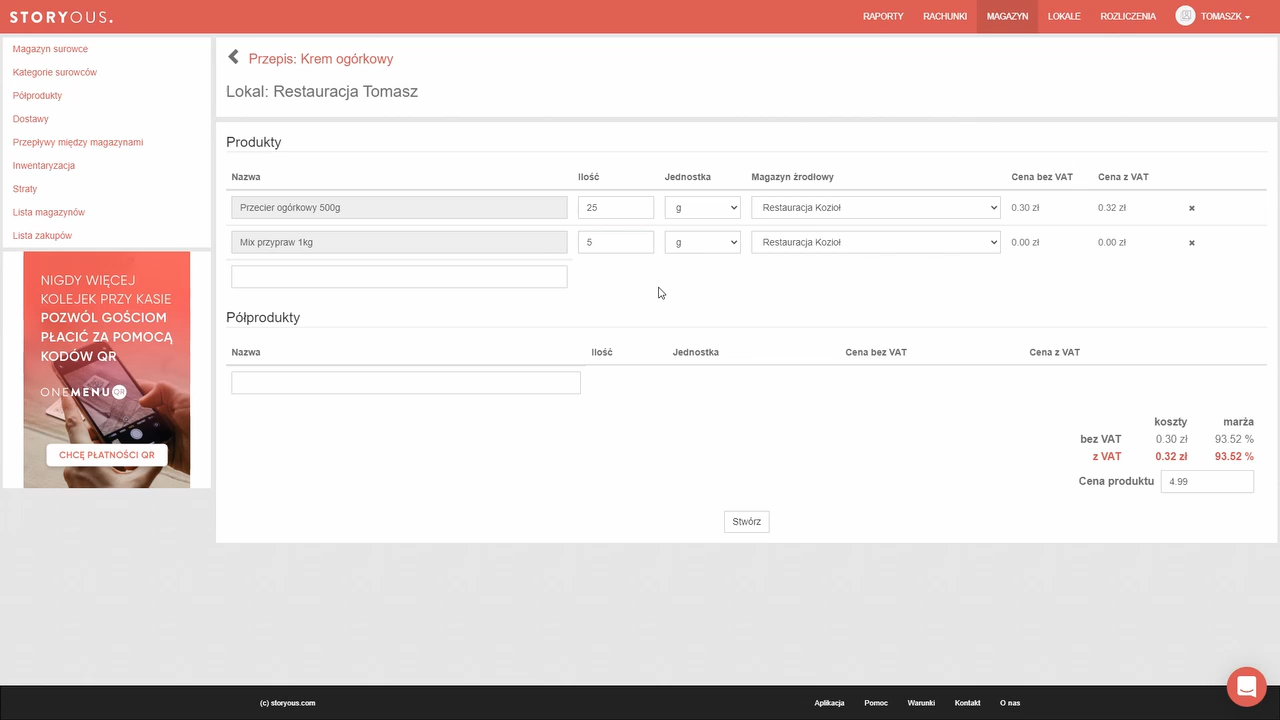 STORYOUS.
RAPORTY RACHUNKI MAGAZYN LOKALE ROZLICZENIA TOMASZK
Magazyn surowce
Kategorie surowców
Półprodukty
Dostawy
Przepływy między magazynami
Inwentaryzacja
Straty
Lista magazynów
Lista zakupów
NIGDY WIĘCEJ
KOLEJEK PRZY KASIE
POZWÓL GOŚCIOM
PŁACIĆ ZA POMOCĄ
KODÓW QR
ONEMENU QR
CHCĘ PŁATNOŚCI QR
Przepis: Krem ogórkowy
Lokal: Restauracja Tomasz
Produkty
Nazwa Ilość Jednostka Magazyn żrodłowy Cena bez VAT Cena z VAT
Przecier ogórkowy 500g 25 g Restauracja Kozioł 0.30 zł 0.32 zł
Mix przypraw 1kg 5 g Restauracja Kozioł 0.00 zł 0.00 zł
Półprodukty
Nazwa Ilość Jednostka Cena bez VAT Cena z VAT
koszty marża
bez VAT 0.30 zł 93.52 %
z VAT 0.32 zł 93.52 %
Cena produktu 4.99
Stwórz
(c) storyous.com Aplikacja Pomoc Warunki Kontakt O nas